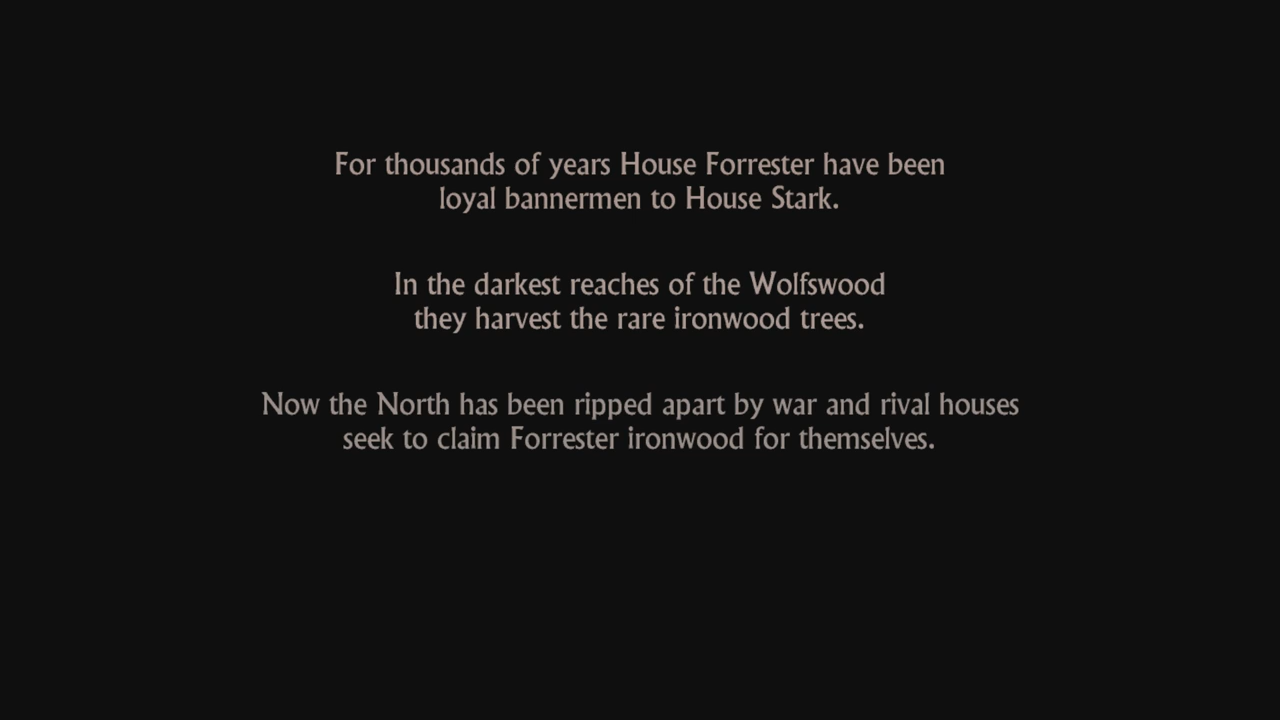 For thousands of years House Forrester have been
loyal bannermen to House Stark.
In the darkest reaches of the Wolfswood
they harvest the rare ironwood trees.
Now the North has been ripped apart by war and rival houses
seek to claim Forrester ironwood for themselves.